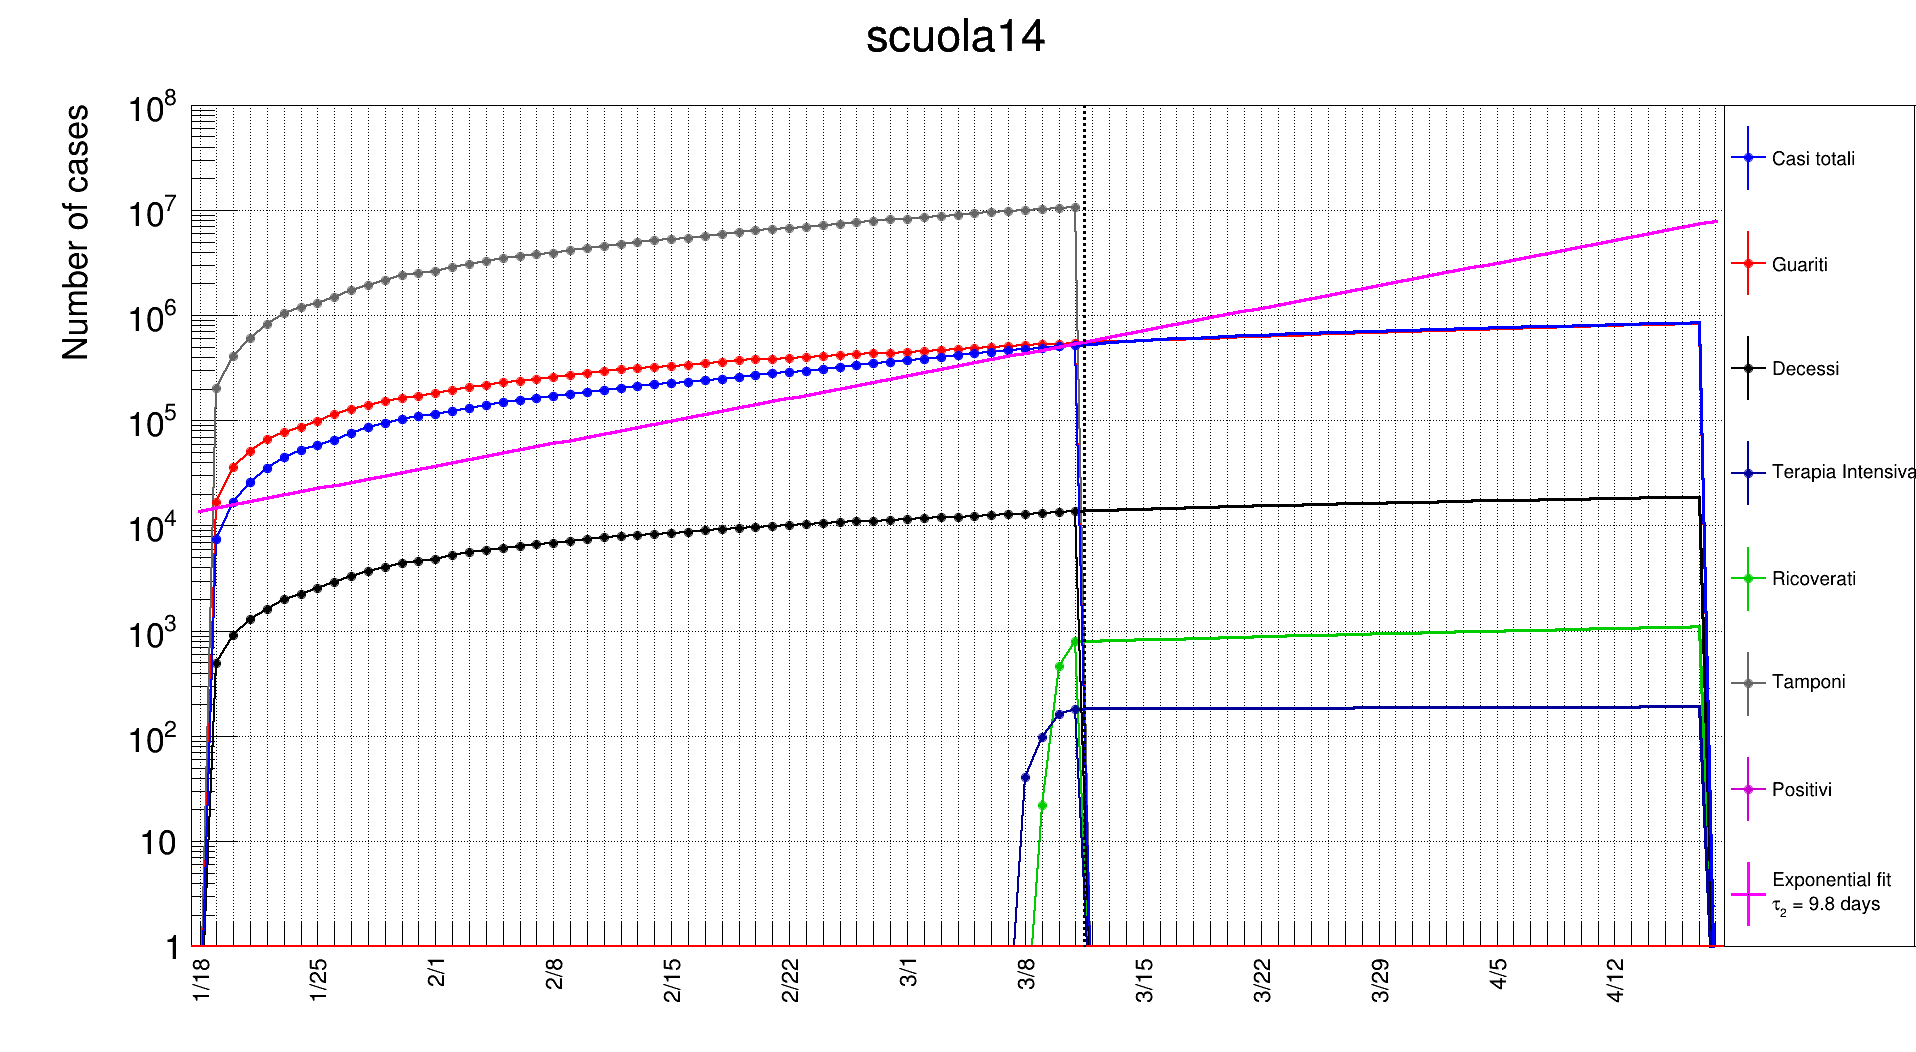 scuola14
Number of cases
10^8
10^7
10^6
10^5
10^4
10^3
10^2
10
1
1/18
1/25
2/1
2/8
2/15
2/22
3/1
3/8
3/15
3/22
3/29
4/5
4/12
Casi totali
Guariti
Decessi
Terapia Intensiva
Ricoverati
Tamponi
Positivi
Exponential fit
τ₂ = 9.8 days